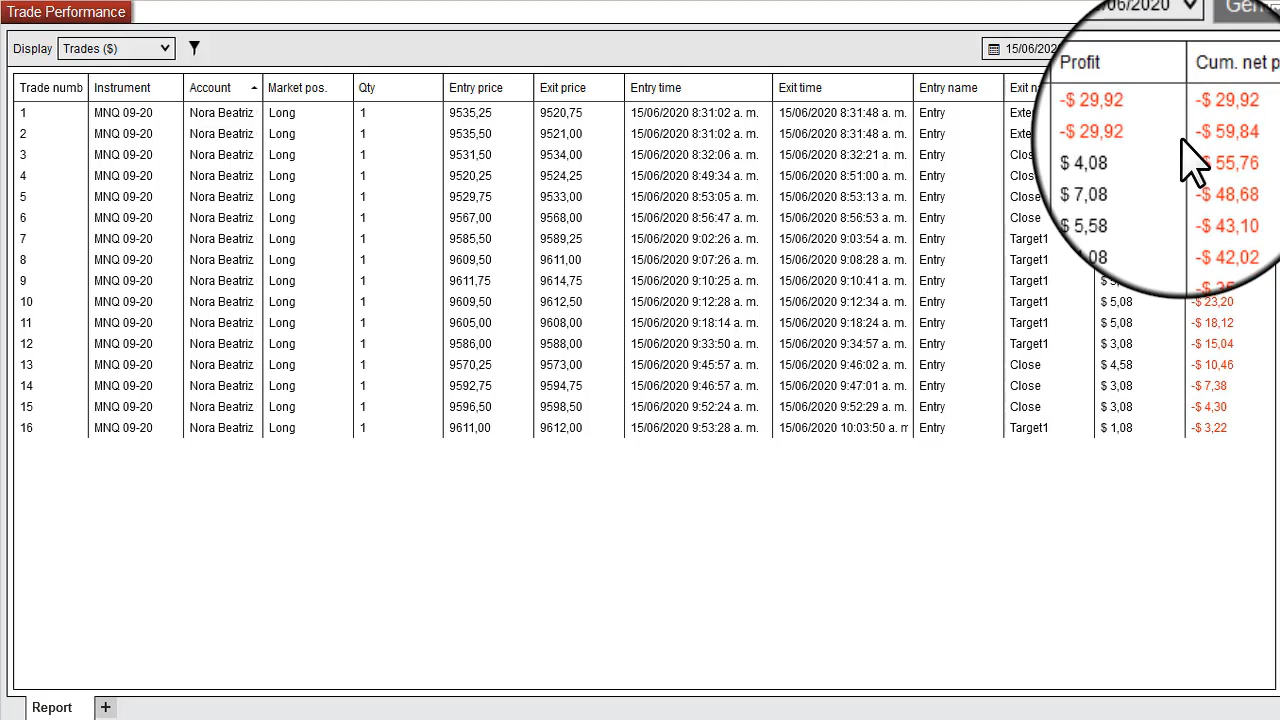 Trade Performance
/06/2020 Gen
Display Trades ($) 15/06/202
Trade numb Instrument Account Market pos. Qty Entry price Exit price Entry time Exit time Entry name Exit n Profit Cum. net p
1 MNQ 09-20 Nora Beatriz Long 1 9535,25 9520,75 15/06/2020 8:31:02 a. m. 15/06/2020 8:31:48 a. m. Entry Exte -$ 29,92 -$ 29,92
2 MNQ 09-20 Nora Beatriz Long 1 9535,50 9521,00 15/06/2020 8:31:02 a. m. 15/06/2020 8:31:48 a. m. Entry Exte -$ 29,92 -$ 59,84
3 MNQ 09-20 Nora Beatriz Long 1 9531,50 9534,00 15/06/2020 8:32:06 a. m. 15/06/2020 8:32:21 a. m. Entry Clos $ 4,08 $ 55,76
4 MNQ 09-20 Nora Beatriz Long 1 9520,25 9524,25 15/06/2020 8:49:34 a. m. 15/06/2020 8:51:00 a. m. Entry Clos $ 7,08 -$ 48,68
5 MNQ 09-20 Nora Beatriz Long 1 9529,75 9533,00 15/06/2020 8:53:05 a. m. 15/06/2020 8:53:13 a. m. Entry Close $ 5,58 -$ 43,10
6 MNQ 09-20 Nora Beatriz Long 1 9567,00 9568,00 15/06/2020 8:56:47 a. m. 15/06/2020 8:56:53 a. m. Entry Close ,08 -$ 42,02
7 MNQ 09-20 Nora Beatriz Long 1 9585,50 9589,25 15/06/2020 9:02:26 a. m. 15/06/2020 9:03:54 a. m. Entry Target1
8 MNQ 09-20 Nora Beatriz Long 1 9609,50 9611,00 15/06/2020 9:07:26 a. m. 15/06/2020 9:08:28 a. m. Entry Target1
9 MNQ 09-20 Nora Beatriz Long 1 9611,75 9614,75 15/06/2020 9:10:25 a. m. 15/06/2020 9:10:41 a. m. Entry Target1
10 MNQ 09-20 Nora Beatriz Long 1 9609,50 9612,50 15/06/2020 9:12:28 a. m. 15/06/2020 9:12:34 a. m. Entry Target1 $ 5,08 -$ 23,20
11 MNQ 09-20 Nora Beatriz Long 1 9605,00 9608,00 15/06/2020 9:18:14 a. m. 15/06/2020 9:18:24 a. m. Entry Target1 $ 5,08 -$ 18,12
12 MNQ 09-20 Nora Beatriz Long 1 9586,00 9588,00 15/06/2020 9:33:50 a. m. 15/06/2020 9:34:57 a. m. Entry Target1 $ 3,08 -$ 15,04
13 MNQ 09-20 Nora Beatriz Long 1 9570,25 9573,00 15/06/2020 9:45:57 a. m. 15/06/2020 9:46:02 a. m. Entry Close $ 4,58 -$ 10,46
14 MNQ 09-20 Nora Beatriz Long 1 9592,75 9594,75 15/06/2020 9:46:57 a. m. 15/06/2020 9:47:01 a. m. Entry Close $ 3,08 -$ 7,38
15 MNQ 09-20 Nora Beatriz Long 1 9596,50 9598,50 15/06/2020 9:52:24 a. m. 15/06/2020 9:52:29 a. m. Entry Close $ 3,08 -$ 4,30
16 MNQ 09-20 Nora Beatriz Long 1 9611,00 9612,00 15/06/2020 9:53:28 a. m. 15/06/2020 10:03:50 a. m Entry Target1 $ 1,08 -$ 3,22
Report +